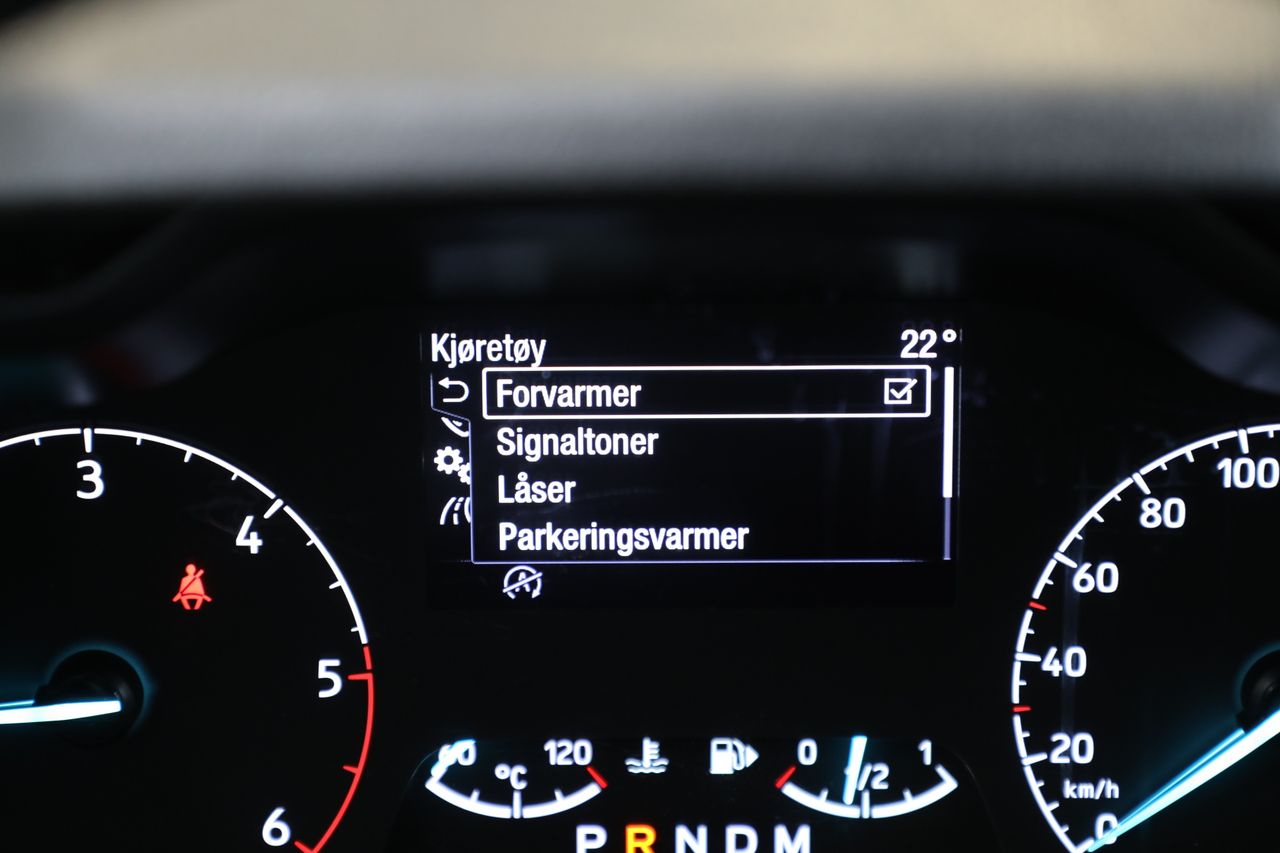 Kjøretøy 22°
Forvarmer
Signaltoner
Låser
Parkeringsvarmer
A
3
4
5
6
100
80
60
40
20
km/h
0
60 °C 120
0 1/2 1
P R N D M